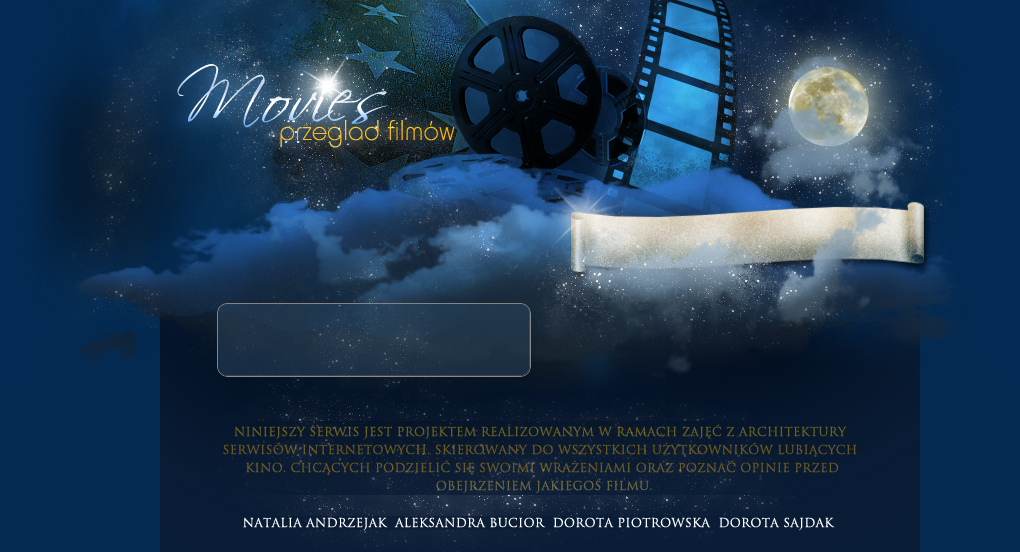 Movies
przegląd filmów
NINIEJSZY SERWIS JEST PROJEKTEM REALIZOWANYM W RAMACH ZAJĘĆ Z ARCHITEKTURY
SERWISÓW INTERNETOWYCH. SKIEROWANY DO WSZYSTKICH UŻYTKOWNIKÓW LUBIĄCYCH
KINO. CHCĄCYCH PODZIELIĆ SIĘ SWOIMI WRAŻENIAMI ORAZ POZNAĆ OPINIE PRZED
OBEJRZENIEM JAKIEGOŚ FILMU.
NATALIA ANDRZEJAK ALEKSANDRA BUCIOR DOROTA PIOTROWSKA DOROTA SAJDAK